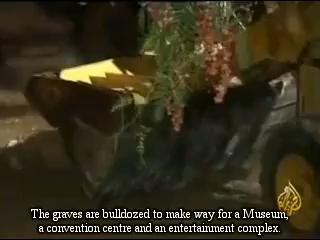 The graves are bulldozed to make way for a Museum,
a convention centre and an entertainment complex.